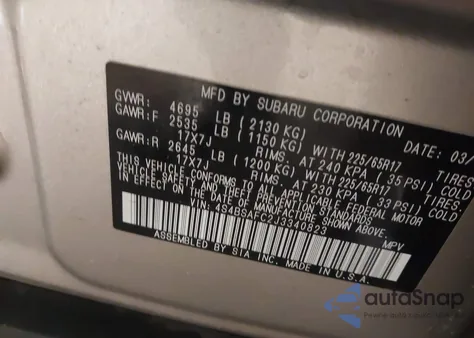 MFD BY SUBARU CORPORATION 03/
GVWR: 4695 LB (2130 KG)
GAWR:F 2535 LB (1150 KG) WITH 225/65R17 TIRES
17X7J RIMS, AT 240 KPA (35 PSI) COLD
GAWR:R 2645 LB (1200 KG) WITH 225/65R17 TIRES
17X7J RIMS, AT 230 KPA (33 PSI) COLD
THIS VEHICLE CONFORMS TO ALL APPLICABLE FEDERAL MOTOR
VEHICLE SAFETY AND THEFT PREVENTION STANDARDS
IN EFFECT ON THE DATE OF MANUFACTURE SHOWN ABOVE.
VIN: 4S4BSAFC2J3340823 MPV
ASSEMBLED BY SIA INC. MADE IN U.S.A.
autaSnap